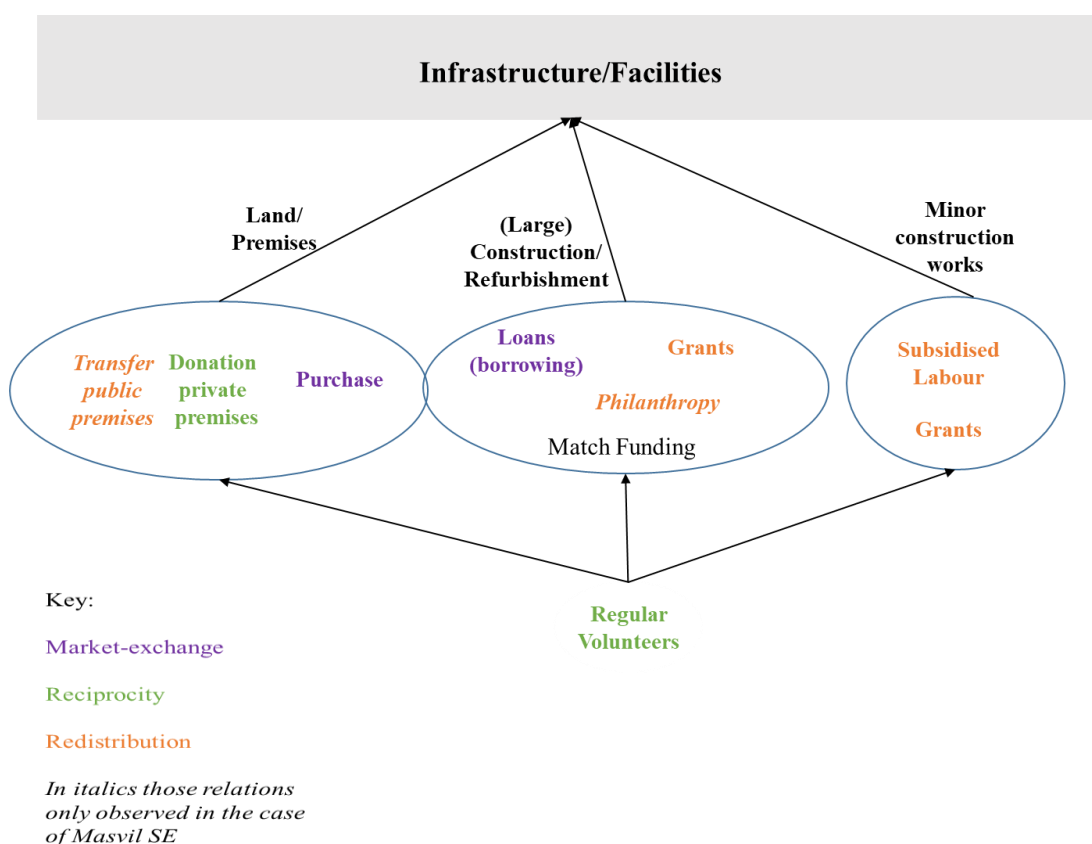 Infrastructure/Facilities
Land/
Premises
(Large)
Construction/
Refurbishment
Minor
construction
works
Transfer
public
premises
Donation
private
premises
Purchase
Loans
(borrowing)
Grants
Philanthropy
Match Funding
Subsidised
Labour
Grants
Regular
Volunteers
Key:
Market-exchange
Reciprocity
Redistribution
In italics those relations
only observed in the case
of Masvil SE